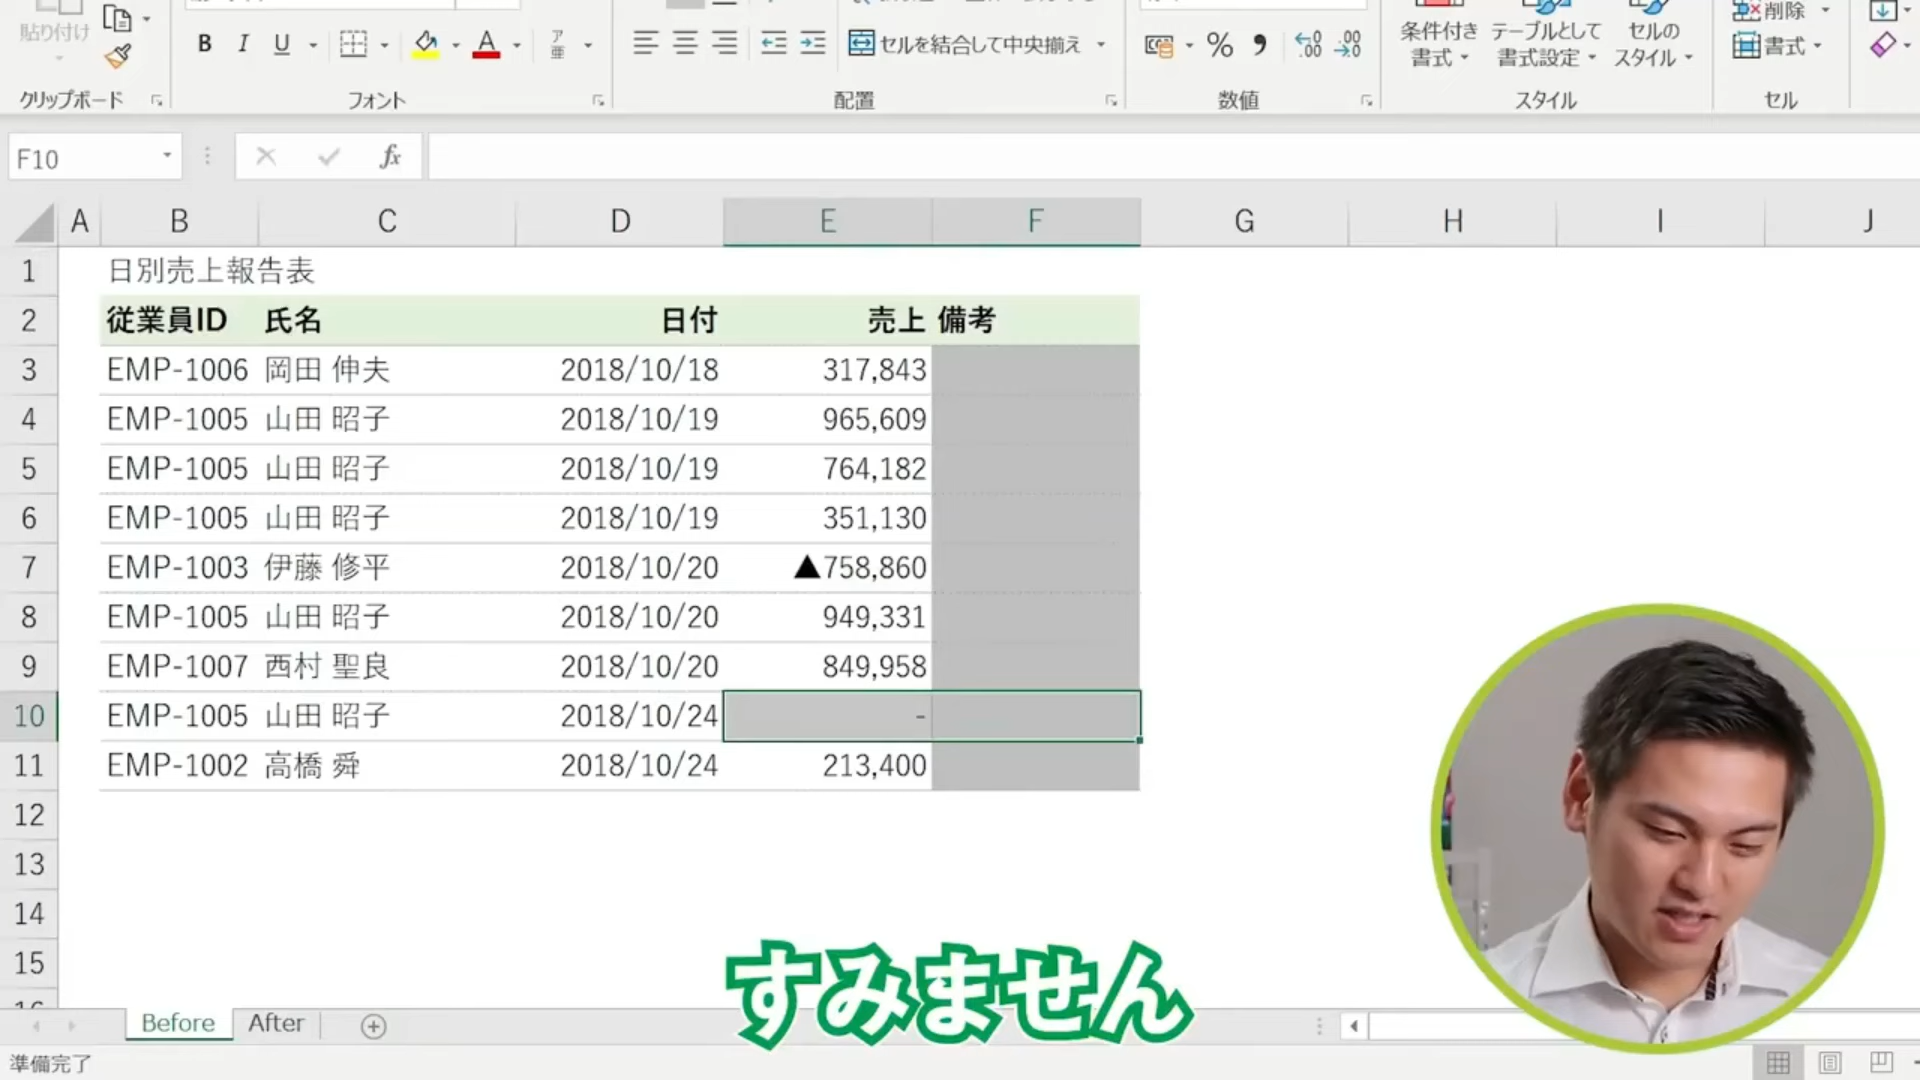 貼り付け
条件付き テーブルとして セルの
削除
B I U A ア亜 セルを結合して中央揃え % 9 .00 .00
書式 書式設定 スタイル
書式
クリップボード フォント 配置 数値 スタイル セル
F10 fx
A B C D E F G H I J
1 日別売上報告表
2 従業員ID 氏名 日付 売上 備考
3 EMP-1006 岡田 伸夫 2018/10/18 317,843
4 EMP-1005 山田 昭子 2018/10/19 965,609
5 EMP-1005 山田 昭子 2018/10/19 764,182
6 EMP-1005 山田 昭子 2018/10/19 351,130
7 EMP-1003 伊藤 修平 2018/10/20 ▲758,860
8 EMP-1005 山田 昭子 2018/10/20 949,331
9 EMP-1007 西村 聖良 2018/10/20 849,958
10 EMP-1005 山田 昭子 2018/10/24 -
11 EMP-1002 高橋 舜 2018/10/24 213,400
12
13
14
15
すみません
Before After
準備完了